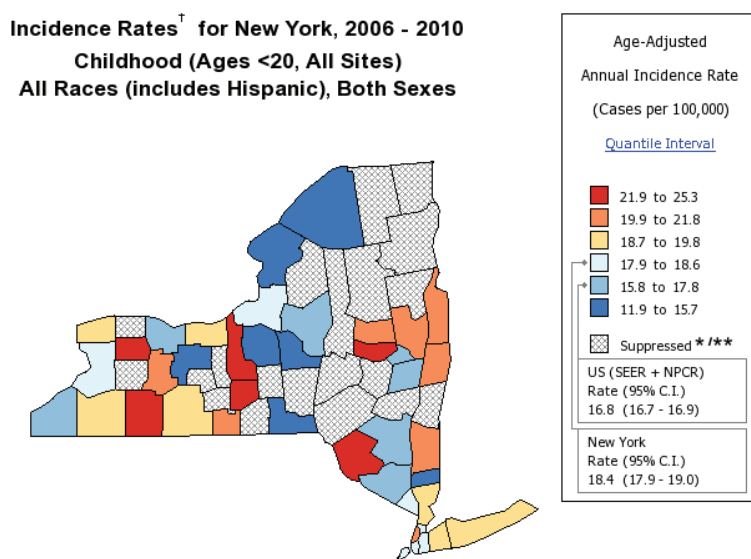 Incidence Rates† for New York, 2006 - 2010
Childhood (Ages <20, All Sites)
All Races (includes Hispanic), Both Sexes
Age-Adjusted
Annual Incidence Rate
(Cases per 100,000)
Quantile Interval
21.9 to 25.3
19.9 to 21.8
18.7 to 19.8
17.9 to 18.6
15.8 to 17.8
11.9 to 15.7
Suppressed */**
US (SEER + NPCR)
Rate (95% C.I.)
16.8 (16.7 - 16.9)
New York
Rate (95% C.I.)
18.4 (17.9 - 19.0)